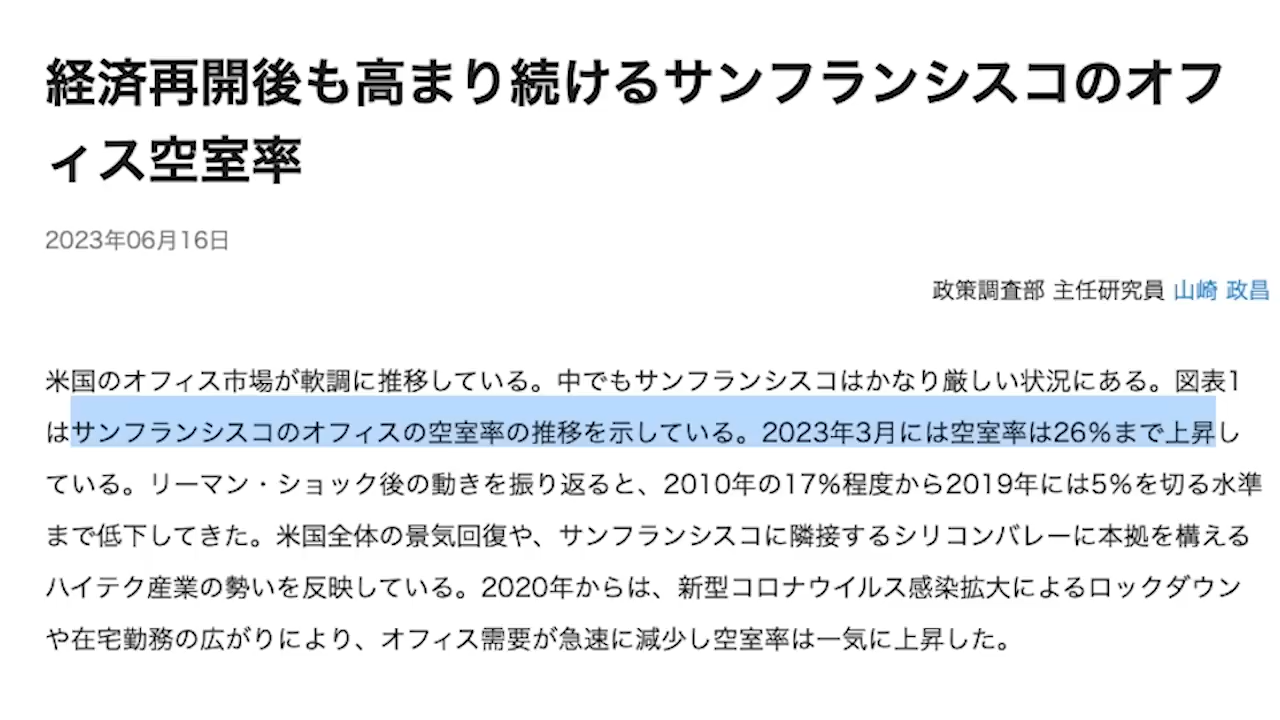 経済再開後も高まり続けるサンフランシスコのオフ
ィス空室率
2023年06月16日
政策調査部 主任研究員 山崎 政昌
米国のオフィス市場が軟調に推移している。中でもサンフランシスコはかなり厳しい状況にある。図表1
はサンフランシスコのオフィスの空室率の推移を示している。2023年3月には空室率は26%まで上昇し
ている。リーマン・ショック後の動きを振り返ると、2010年の17%程度から2019年には5%を切る水準
まで低下してきた。米国全体の景気回復や、サンフランシスコに隣接するシリコンバレーに本拠を構える
ハイテク産業の勢いを反映している。2020年からは、新型コロナウイルス感染拡大によるロックダウン
や在宅勤務の広がりにより、オフィス需要が急速に減少し空室率は一気に上昇した。